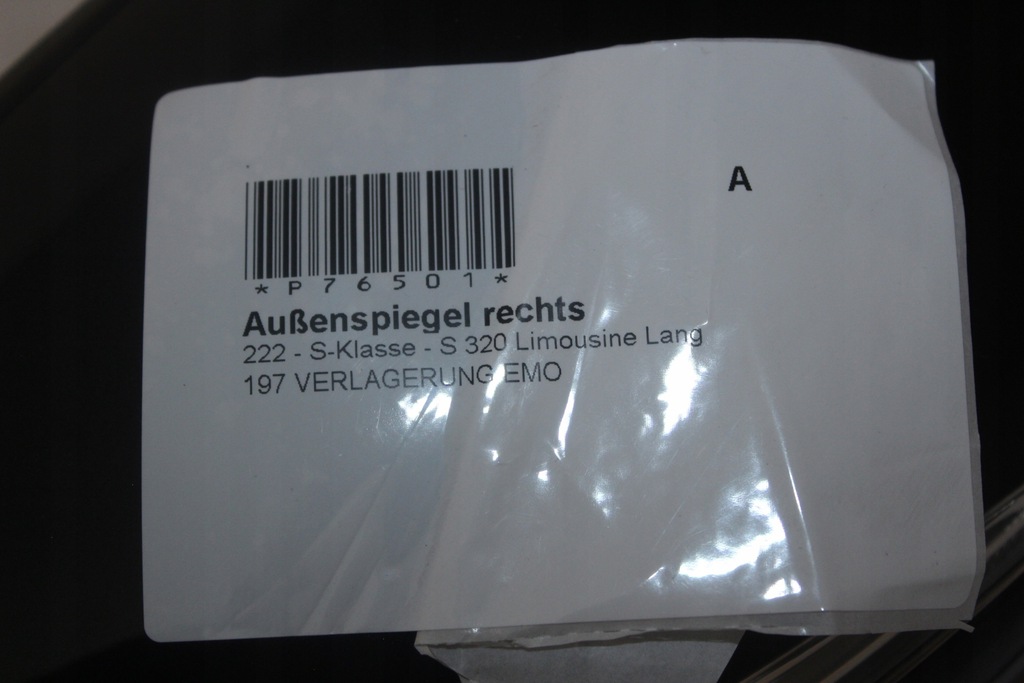 A
*P76501*
Außenspiegel rechts
222 - S-Klasse - S 320 Limousine Lang
197 VERLAGERUNG EMO